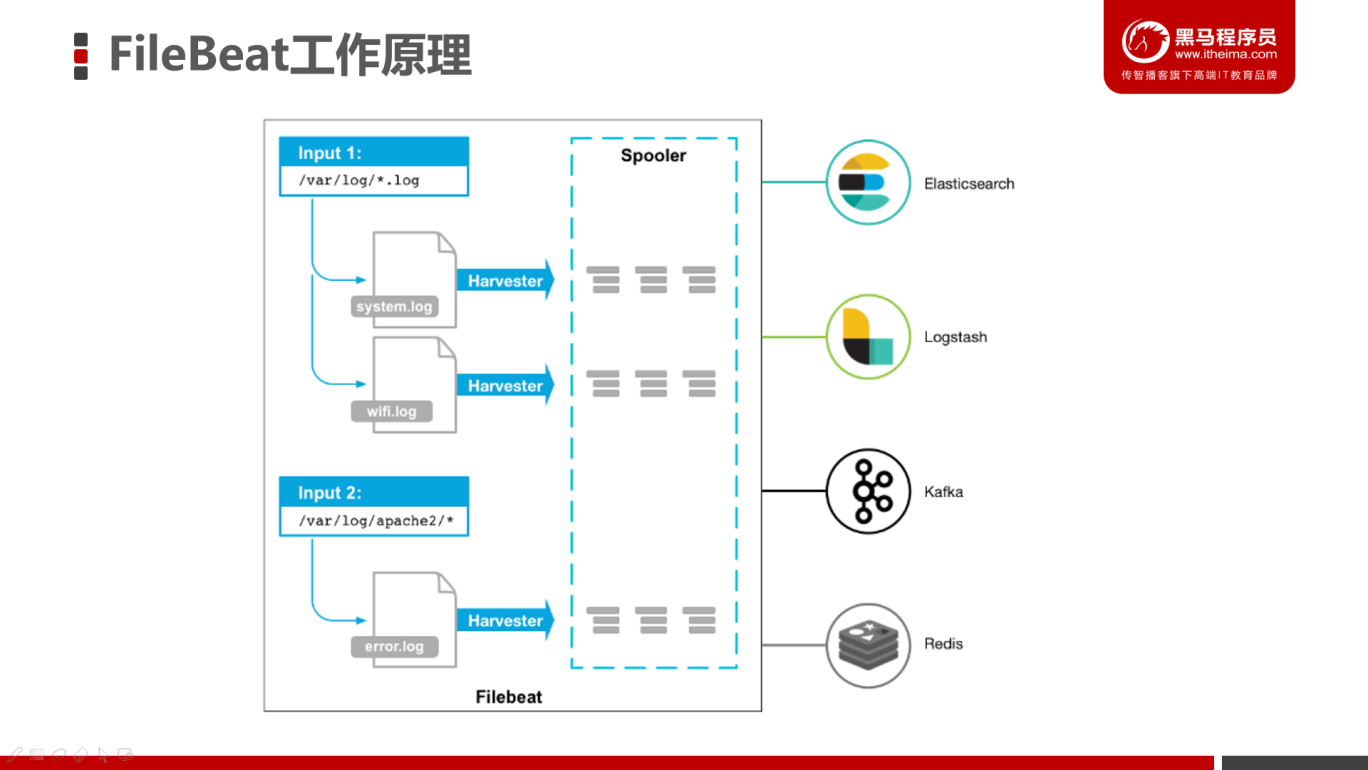 FileBeat工作原理
黑马程序员
www.itheima.com
传智播客旗下高端IT教育品牌
Input 1:
/var/log/*.log
system.log
Harvester
wifi.log
Harvester
Input 2:
/var/log/apache2/*
error.log
Harvester
Spooler
Filebeat
Elasticsearch
Logstash
Kafka
Redis